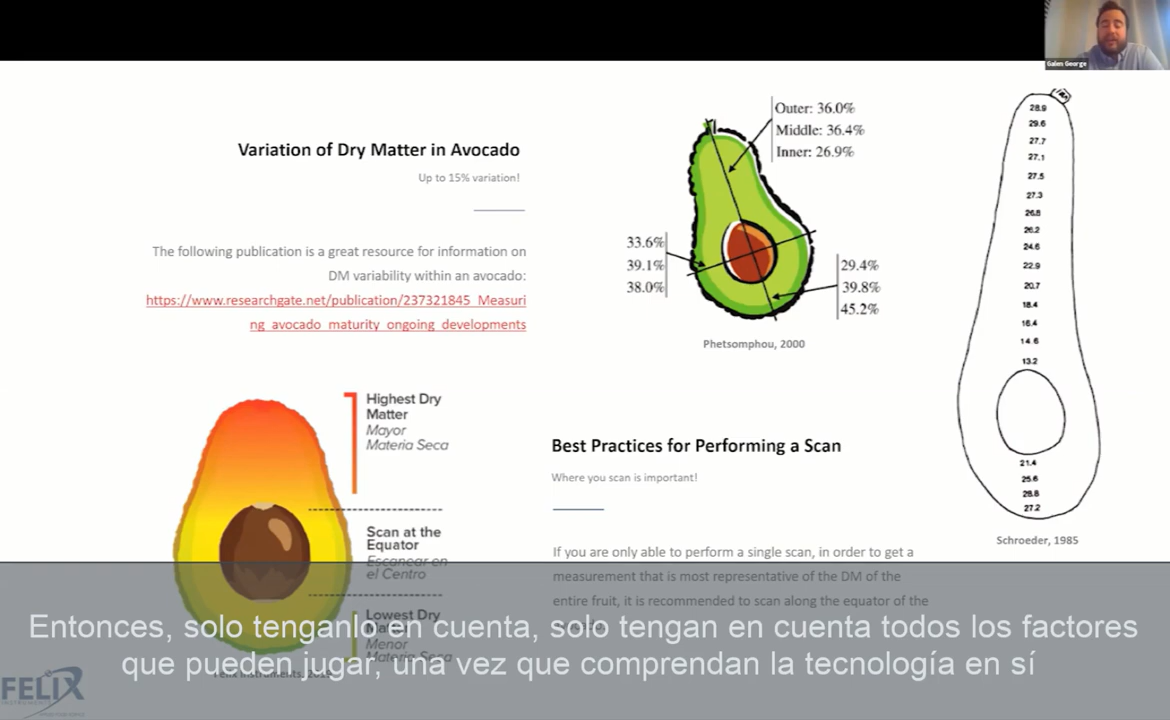 Galen George
Variation of Dry Matter in Avocado
Up to 15% variation!
The following publication is a great resource for information on
DM variability within an avocado:
https://www.researchgate.net/publication/237321845_Measuri
ng_avocado_maturity_ongoing_developments
Outer: 36.0%
Middle: 36.4%
Inner: 26.9%
33.6%
39.1%
38.0%
29.4%
39.8%
45.2%
Phetsomphou, 2000
28.9
29.6
27.7
27.1
27.5
27.3
26.8
26.2
24.6
22.9
20.7
18.4
16.4
14.6
13.2
21.4
25.6
28.8
27.2
Schroeder, 1985
Highest Dry
Matter
Mayor
Materia Seca
Scan at the
Equator
Escanear en
el Centro
Lowest Dry
Matter
Menor
Materia Seca
Felix Instruments, 
Best Practices for Performing a Scan
Where you scan is important!
If you are only able to perform a single scan, in order to get a
measurement that is most representative of the DM of the
entire fruit, it is recommended to scan along the equator of the
Entonces, solo tenganlo en cuenta, solo tengan en cuenta todos los factores
que pueden jugar, una vez que comprendan la tecnología en sí
FELIX
INSTRUMENTS